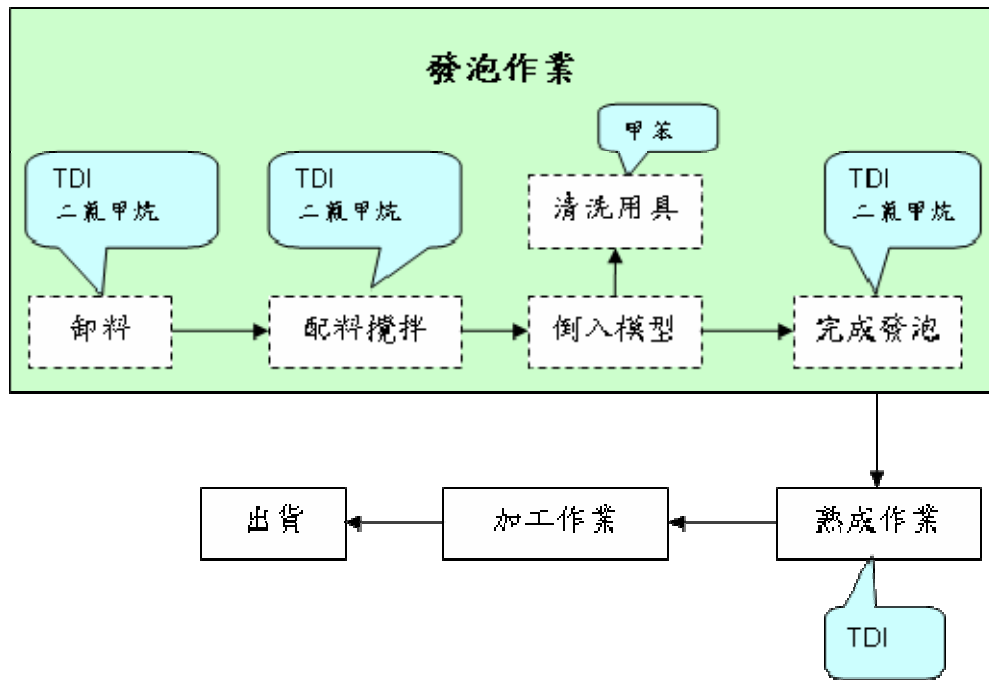 發泡作業
甲苯
TDI
二氯甲烷
TDI
二氯甲烷
清洗用具
TDI
二氯甲烷
卸料
配料攪拌
倒入模型
完成發泡
出貨
加工作業
熟成作業
TDI